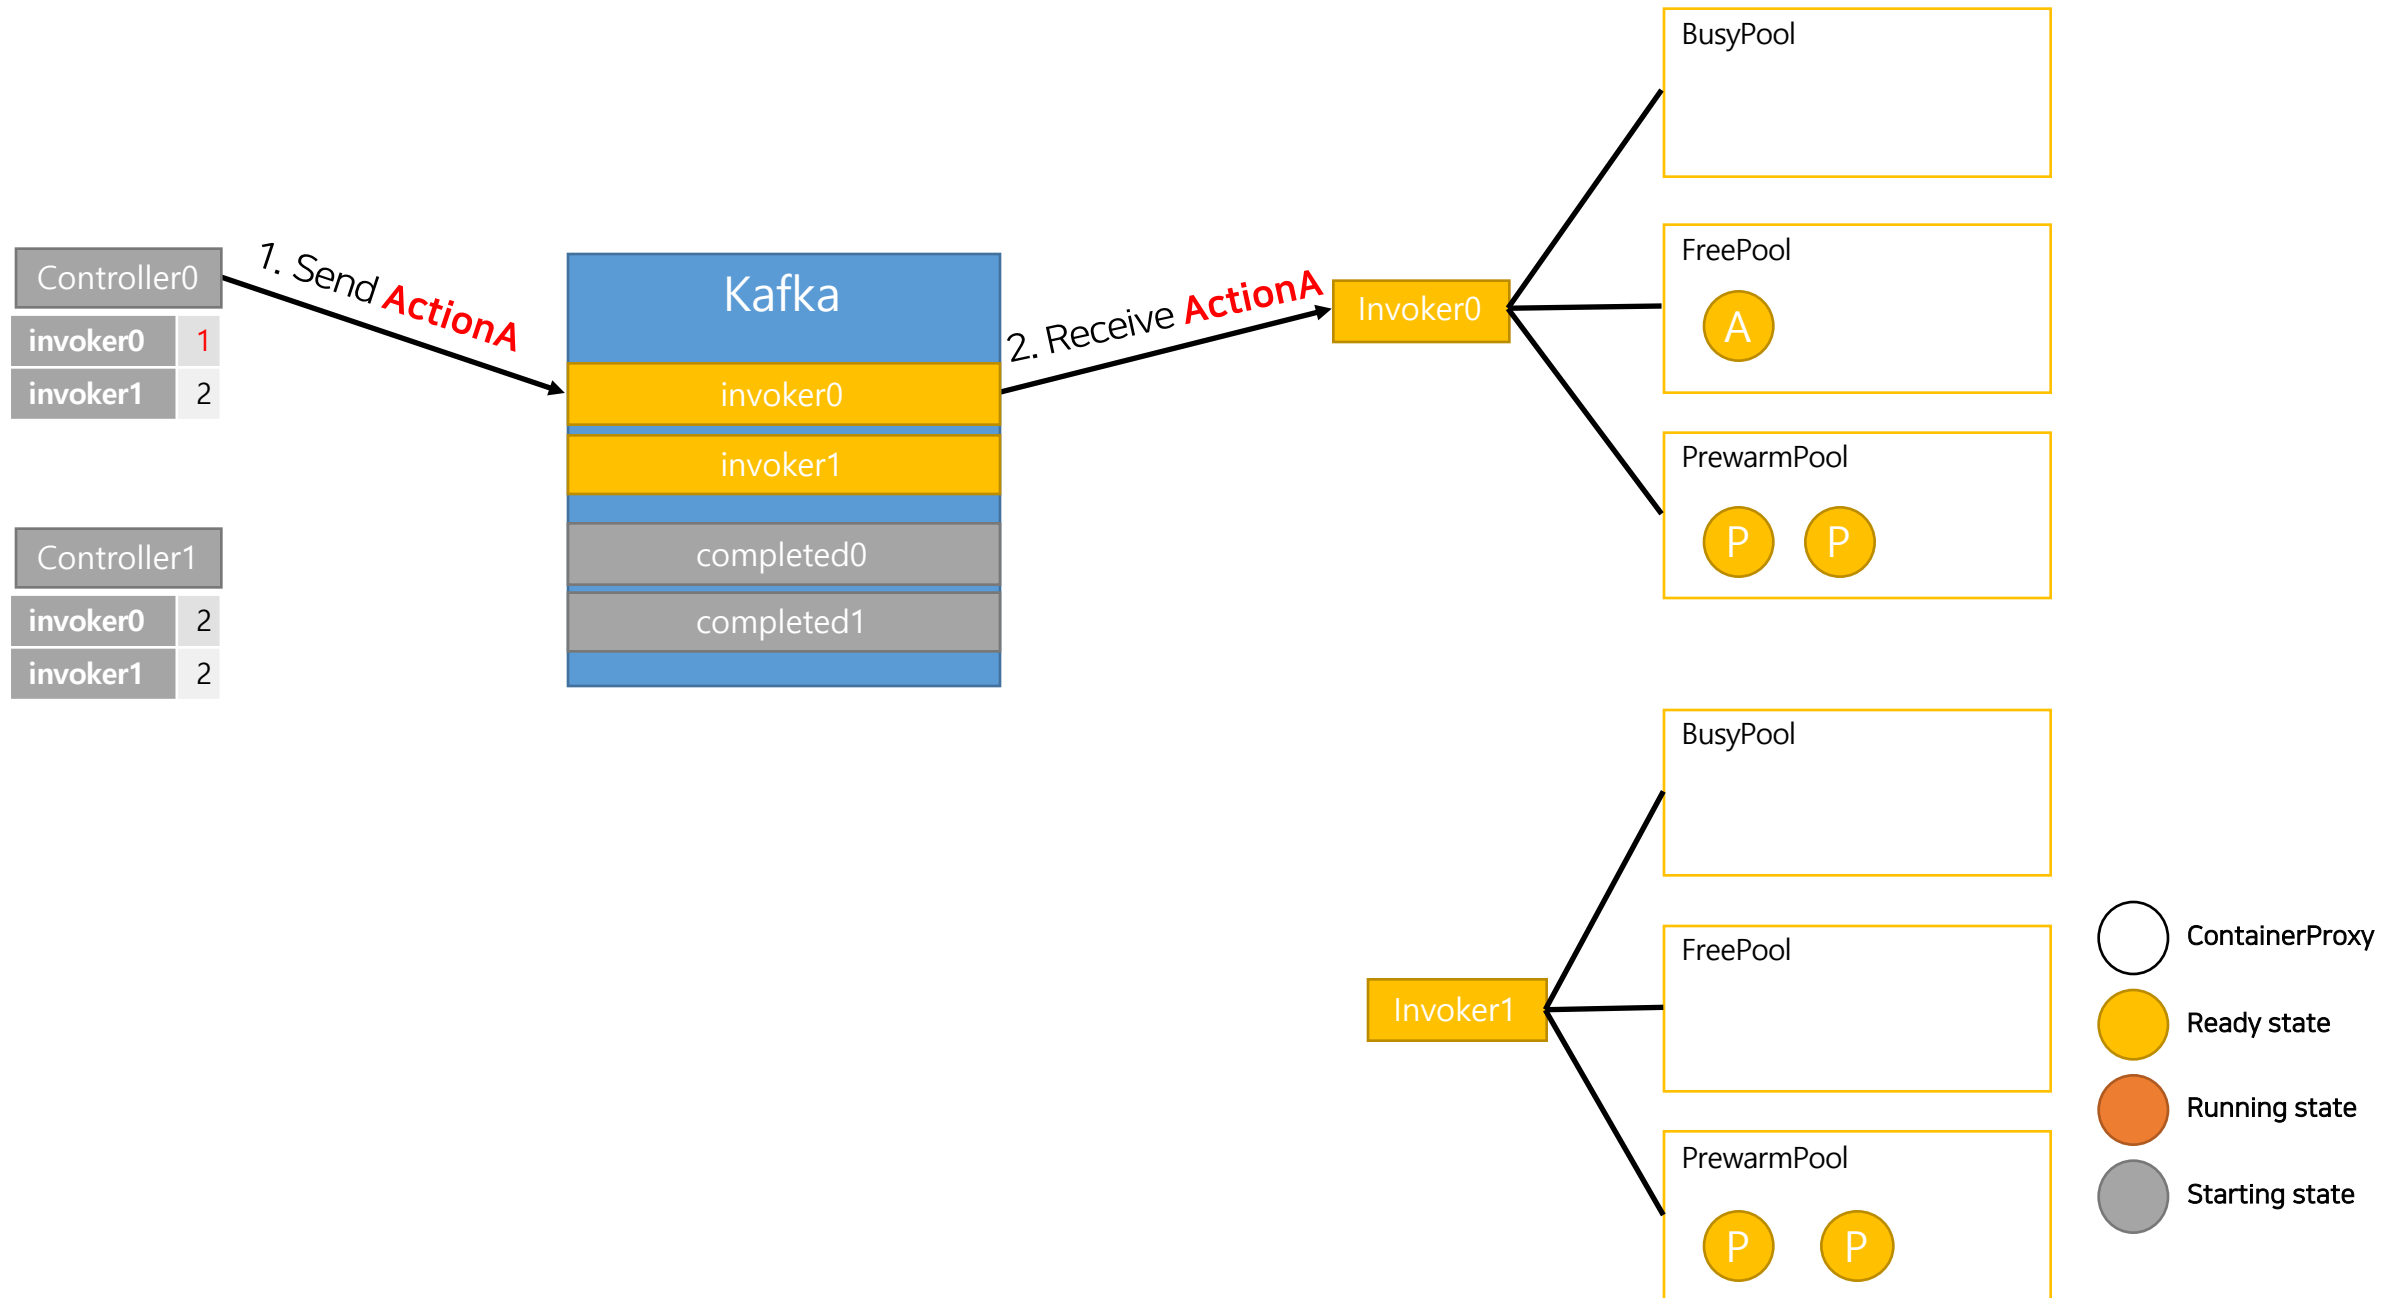 Controller0
invoker0 1
invoker1 2
Controller1
invoker0 2
invoker1 2
1. Send ActionA
Kafka
invoker0
invoker1
completed0
completed1
2. Receive ActionA
Invoker0
BusyPool
FreePool
A
PrewarmPool
P P
Invoker1
BusyPool
FreePool
PrewarmPool
P P
ContainerProxy
Ready state
Running state
Starting state